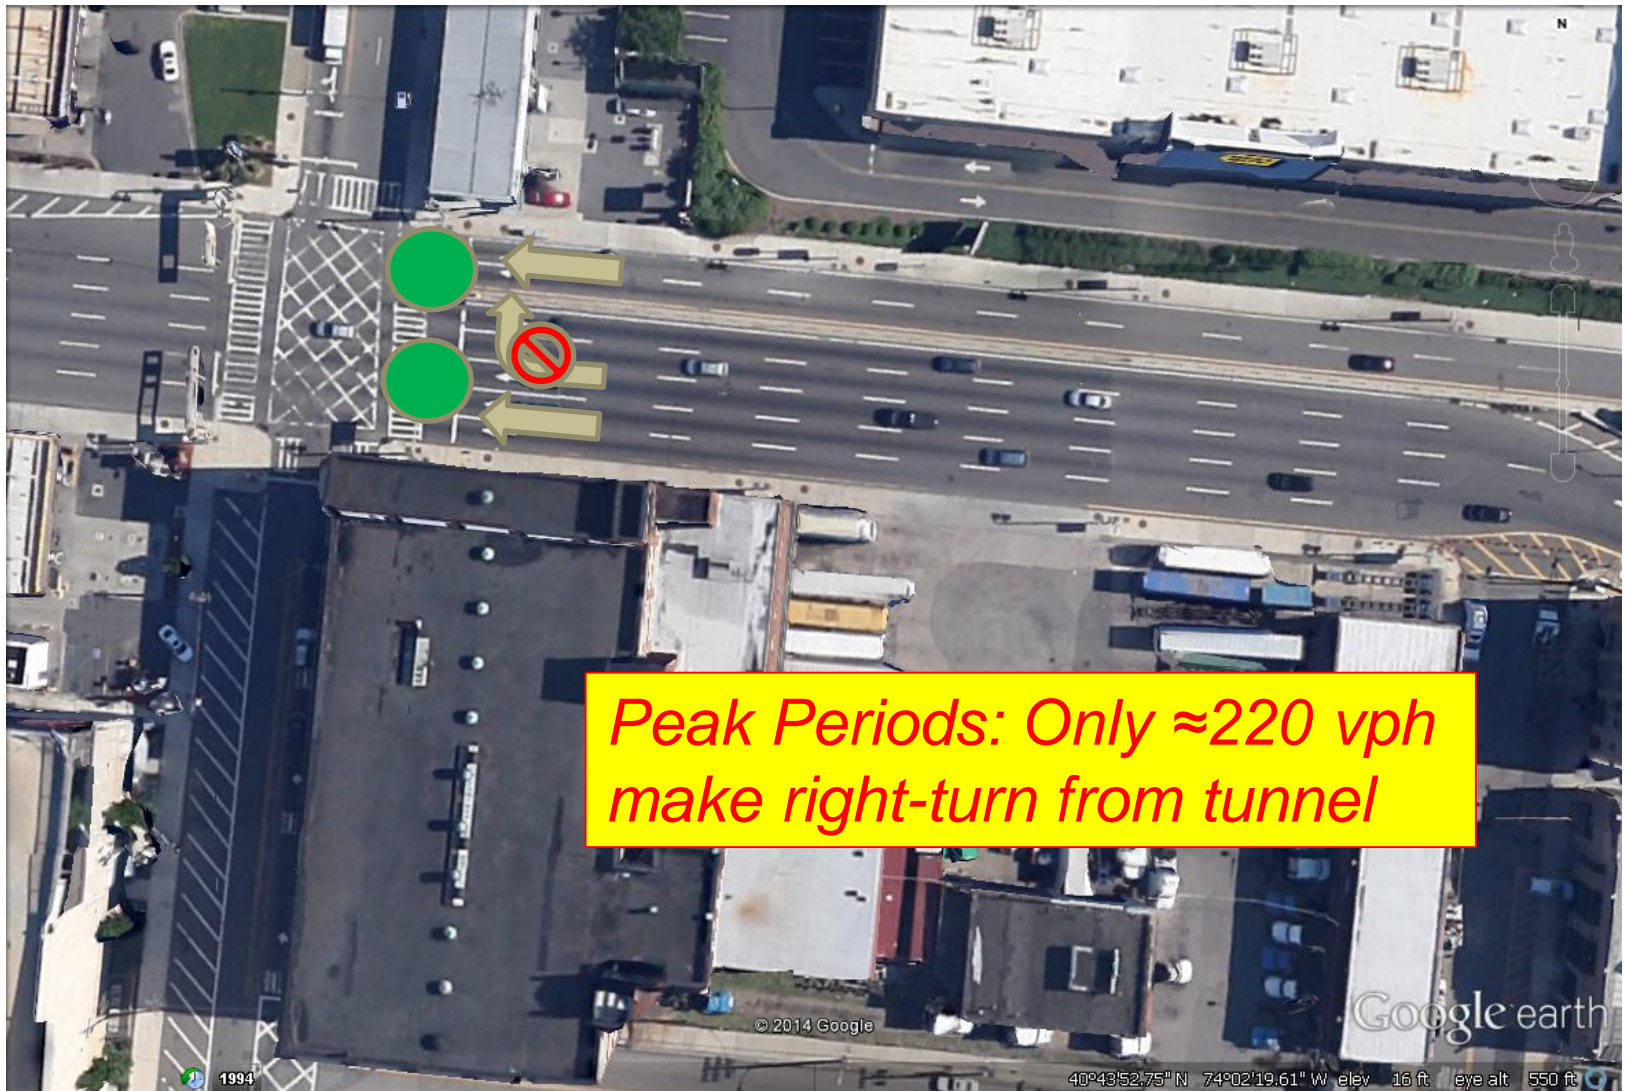 N
Peak Periods: Only ≈220 vph
make right-turn from tunnel
Google earth
© 2014 Google
1994
40°43'52.75" N 74°02'19.61" W elev 16 ft eye alt 550 ft